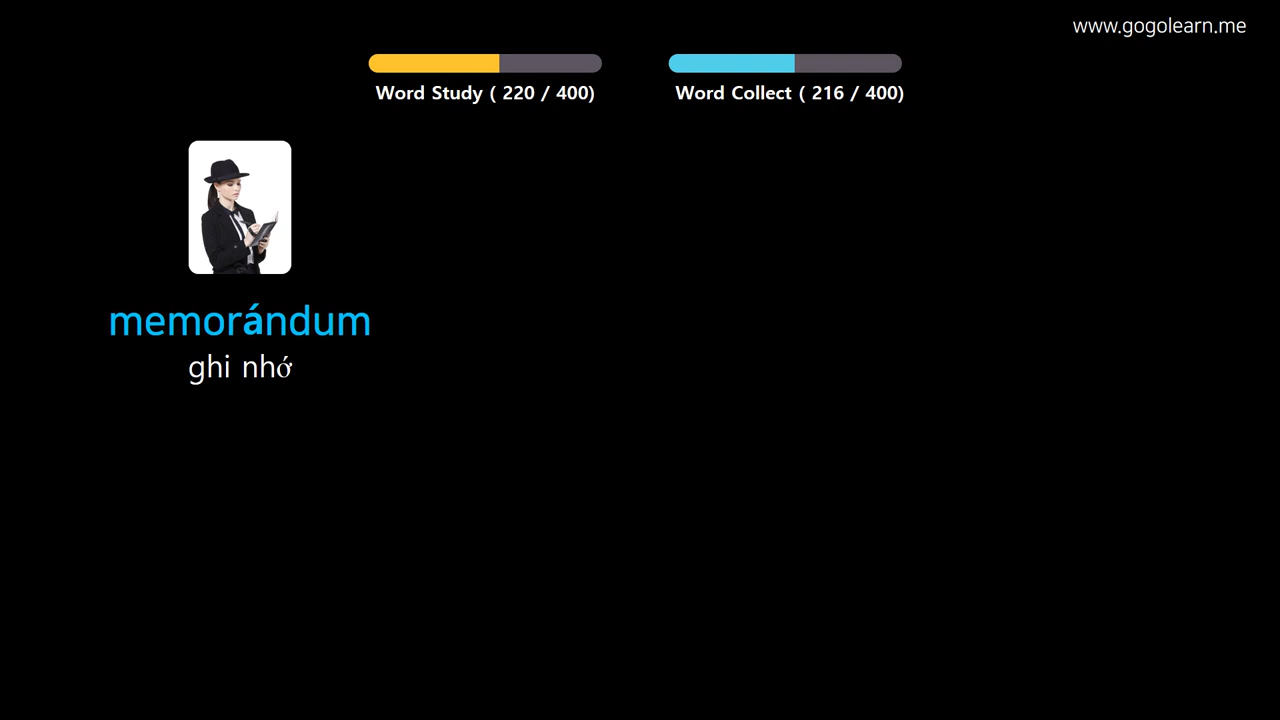 www.gogolearn.me
Word Study ( 220 / 400)
Word Collect ( 216 / 400)
memorándum
ghi nhớ